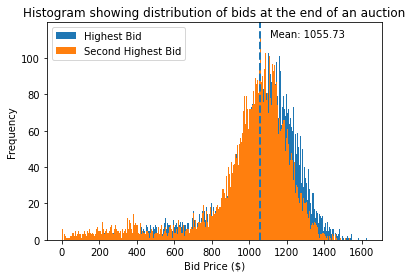 Histogram showing distribution of bids at the end of an auction
Highest Bid
Second Highest Bid
Mean: 1055.73
Frequency
100
80
60
40
20
0
0 200 400 600 800 1000 1200 1400 1600
Bid Price ($)